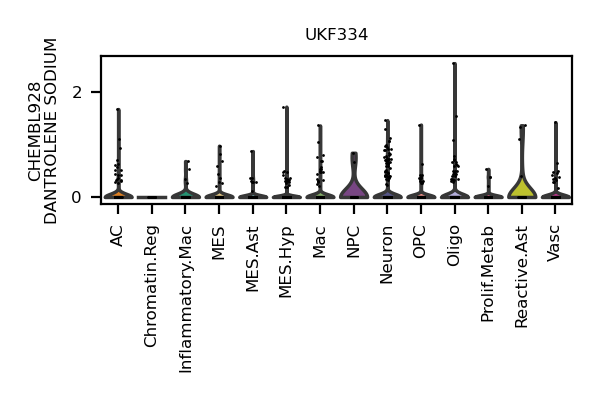 UKF334
CHEMBL928
DANTROLENE SODIUM
2
0
AC
Chromatin.Reg
Inflammatory.Mac
MES
MES.Ast
MES.Hyp
Mac
NPC
Neuron
OPC
Oligo
Prolif.Metab
Reactive.Ast
Vasc